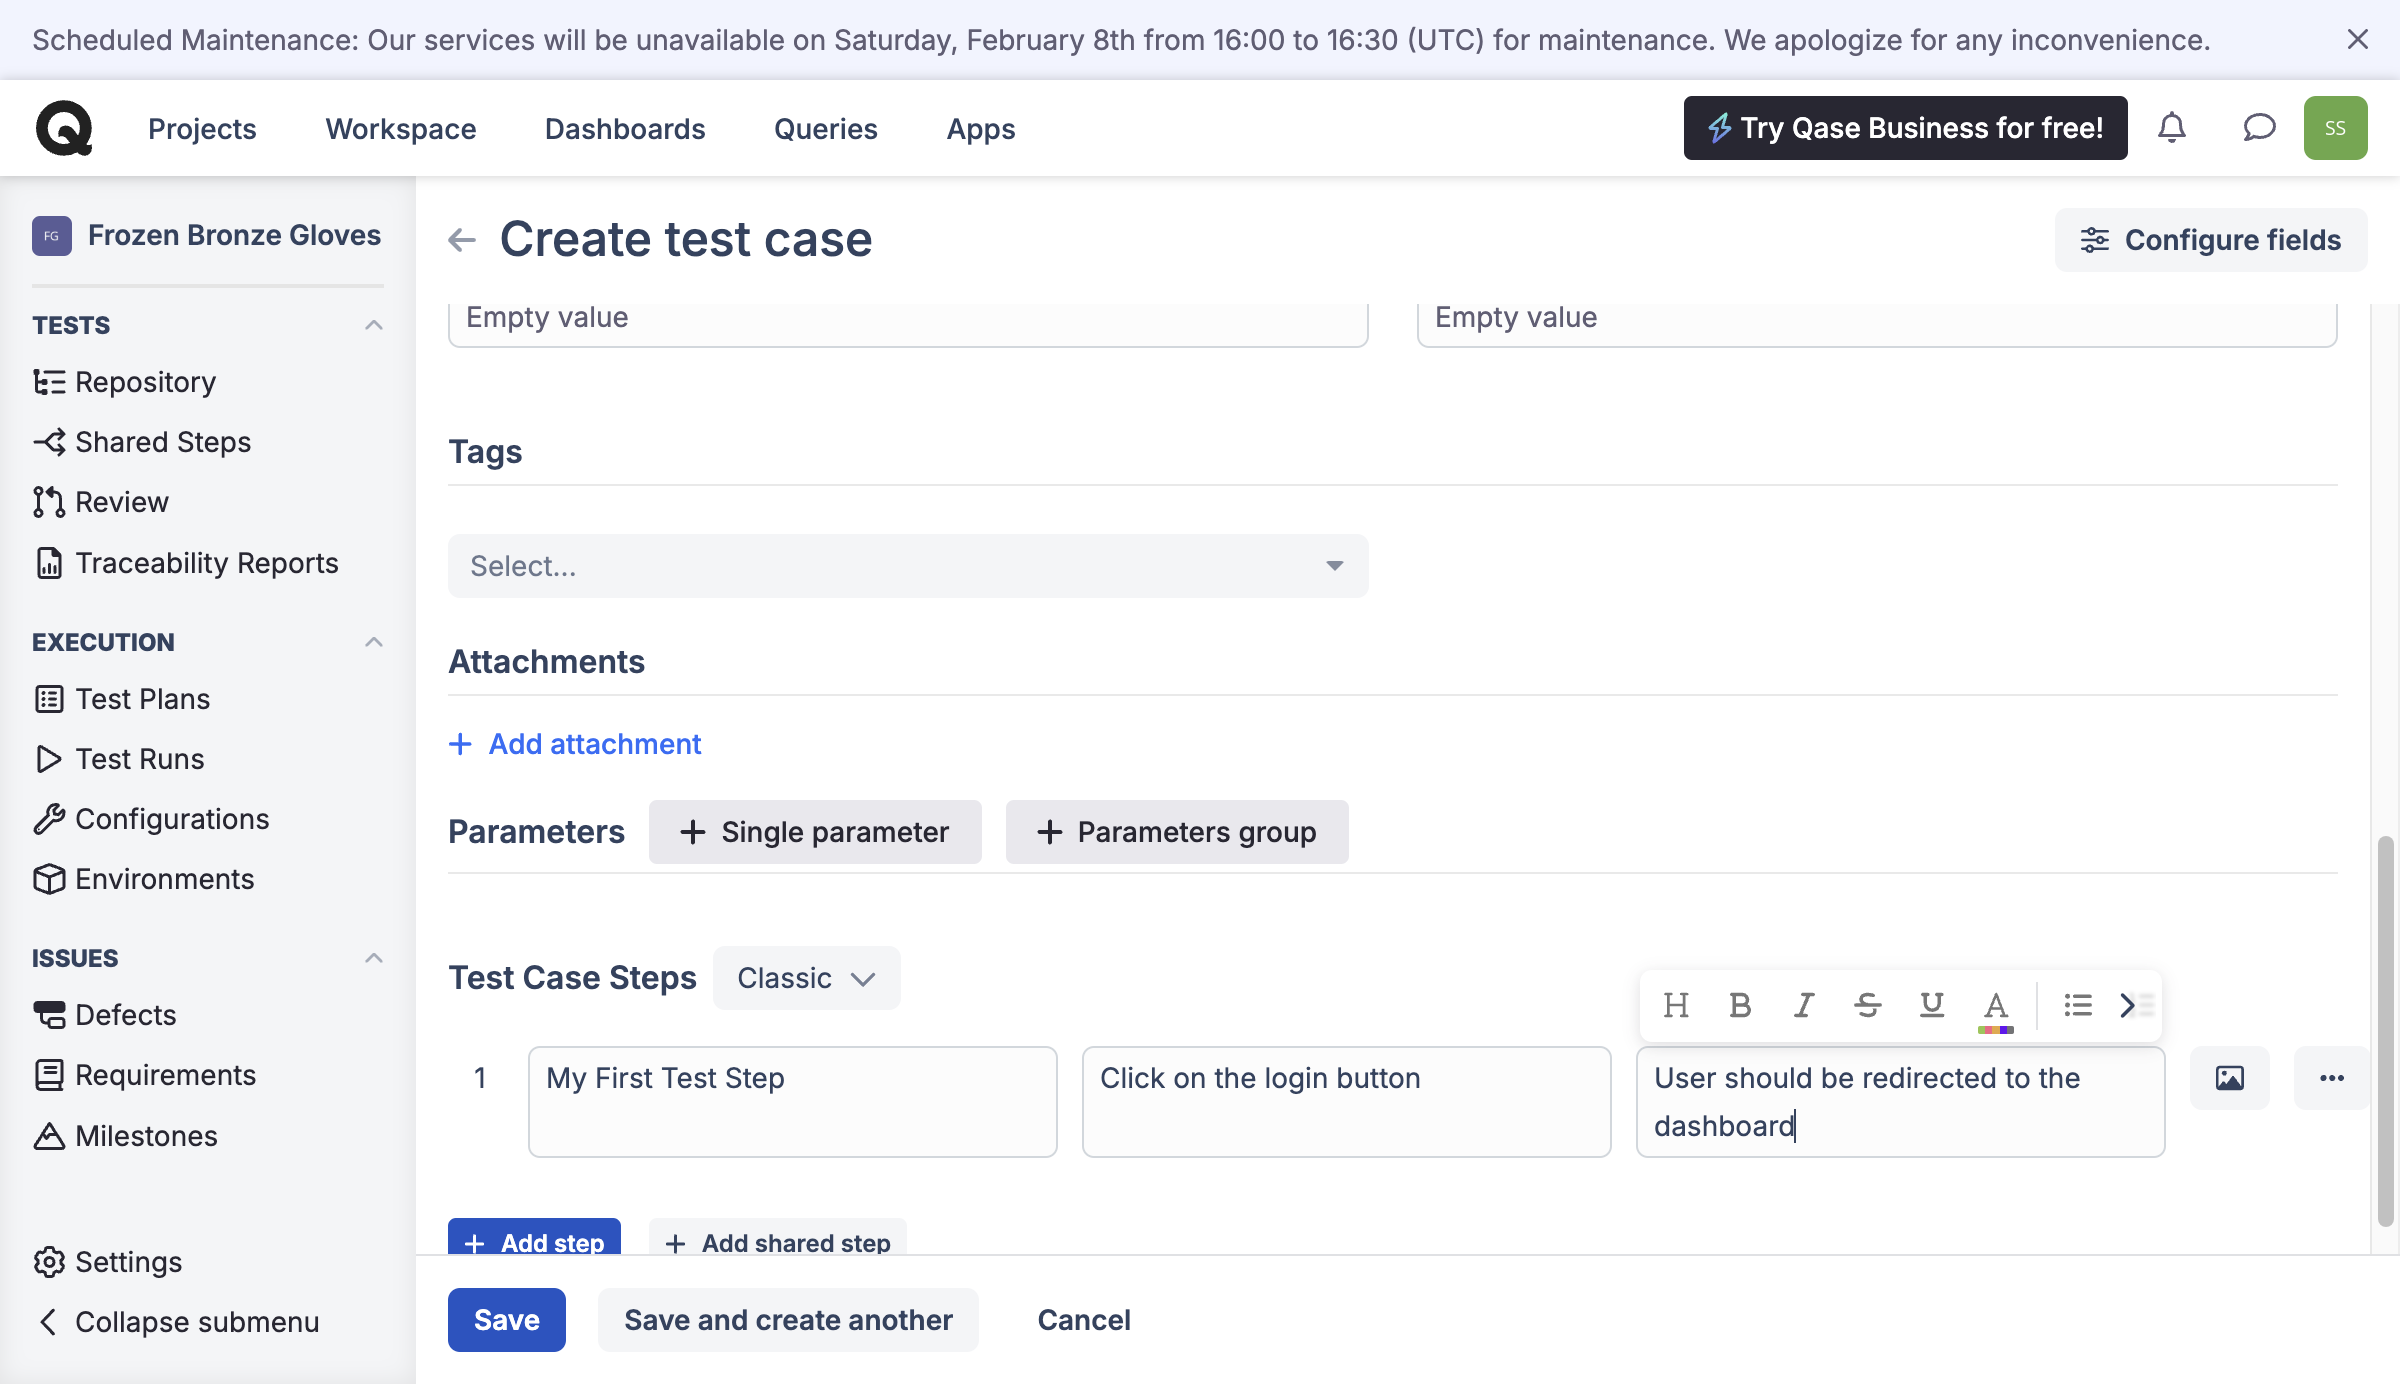 Scheduled Maintenance: Our services will be unavailable on Saturday, February 8th from 16:00 to 16:30 (UTC) for maintenance. We apologize for any inconvenience.
Projects
Workspace
Dashboards
Queries
Apps
Try Qase Business for free!
SS
FG
Frozen Bronze Gloves
TESTS
Repository
Shared Steps
Review
Traceability Reports
EXECUTION
Test Plans
Test Runs
Configurations
Environments
ISSUES
Defects
Requirements
Milestones
Settings
Collapse submenu
Create test case
Configure fields
Empty value
Empty value
Tags
Select...
Attachments
+ Add attachment
Parameters
+ Single parameter
+ Parameters group
Test Case Steps
Classic
H B I S U A
1
My First Test Step
Click on the login button
User should be redirected to the
dashboard
+ Add step
+ Add shared step
Save
Save and create another
Cancel